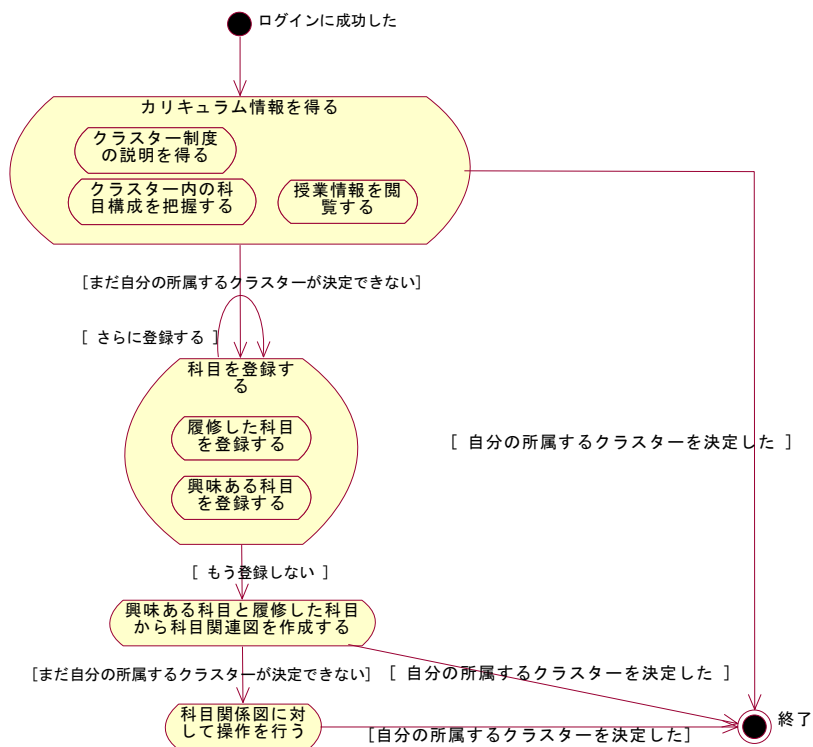 ログインに成功した
カリキュラム情報を得る
クラスター制度
の説明を得る
クラスター内の科
目構成を把握する
授業情報を閲
覧する
[まだ自分の所属するクラスターが決定できない]
[ さらに登録する ]
科目を登録す
る
履修した科目
を登録する
興味ある科目
を登録する
[ 自分の所属するクラスターを決定した ]
[ もう登録しない ]
興味ある科目と履修した科目
から科目関連図を作成する
[まだ自分の所属するクラスターが決定できない]
[ 自分の所属するクラスターを決定した ]
科目関係図に対
して操作を行う
[自分の所属するクラスターを決定した]
終了